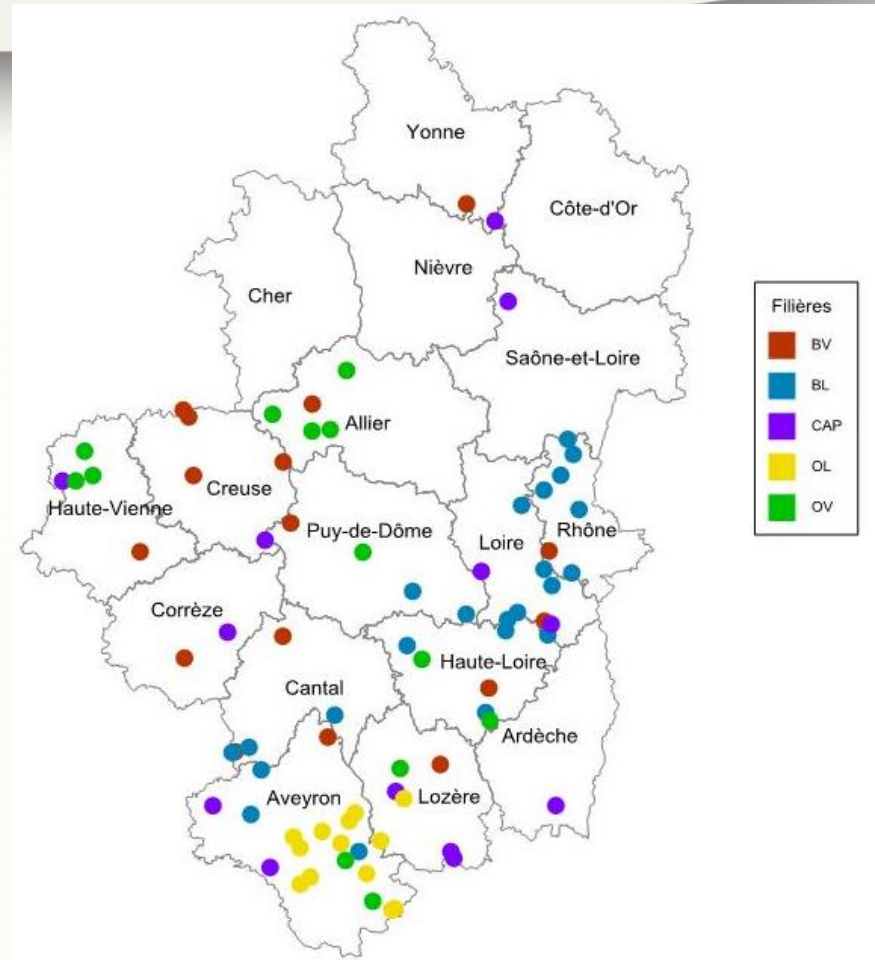 Yonne
Côte-d'Or
Nièvre
Cher
Filières
BV
Saône-et-Loire
BL
Allier
CAP
OL
Creuse
Haute-Vienne
OV
Puy-de-Dôme
Rhône
Loire
Corrèze
Haute-Loire
Cantal
Ardèche
Aveyron
Lozère